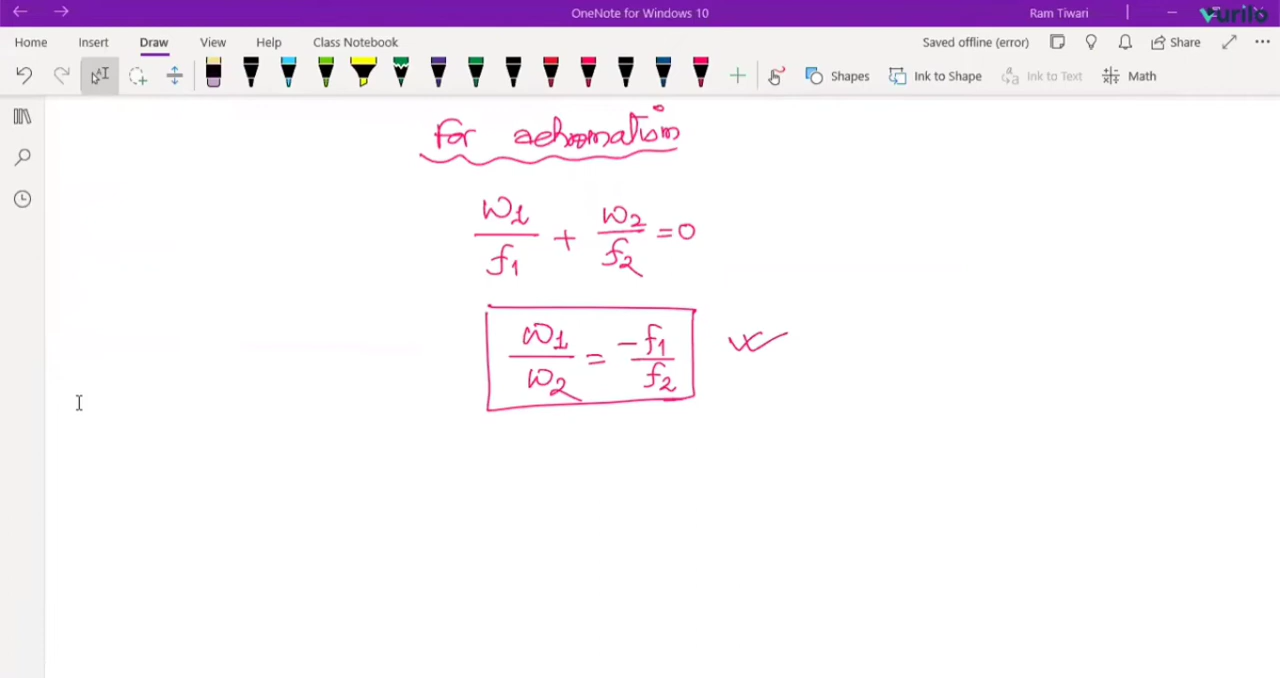 OneNote for Windows 10
Ram Tiwari
vurilo
Home Insert Draw View Help Class Notebook
Saved offline (error) Share
Shapes Ink to Shape Ink to Text Math
For achromatism
ω1/f1 + ω2/f2 = 0
ω1/ω2 = -f1/f2